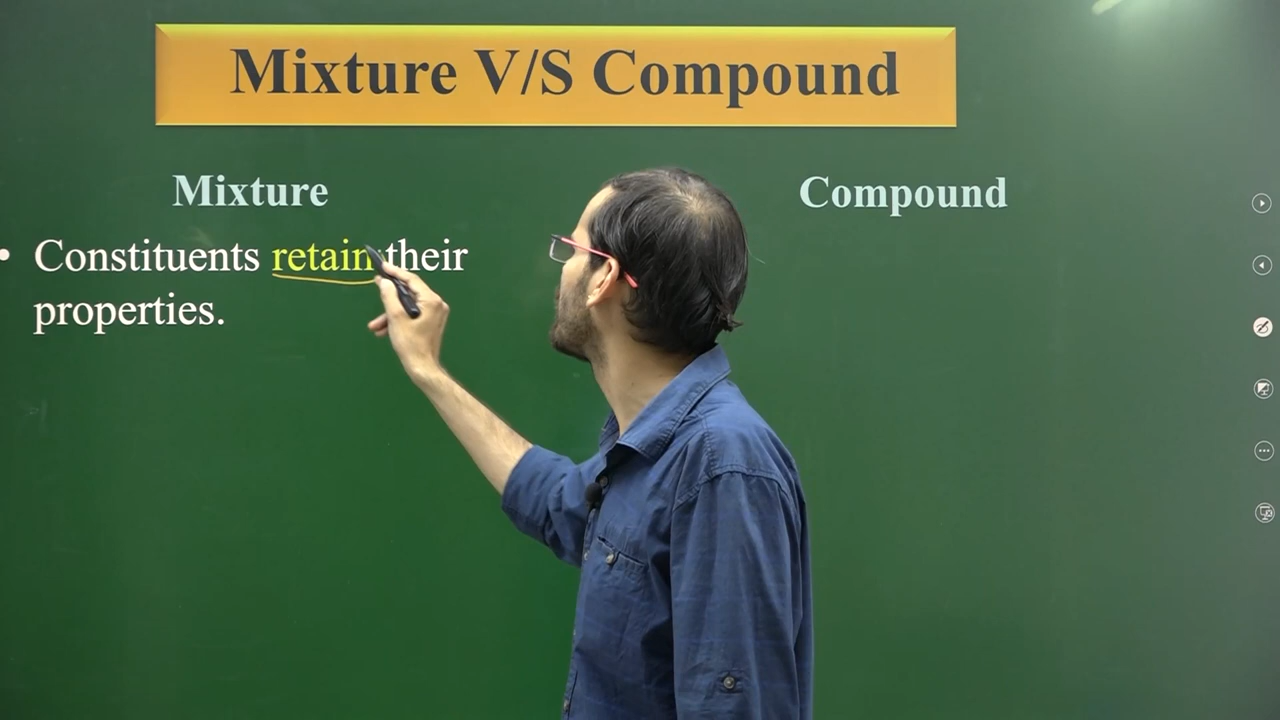 Mixture V/S Compound
Mixture
Compound
• Constituents retain their
properties.